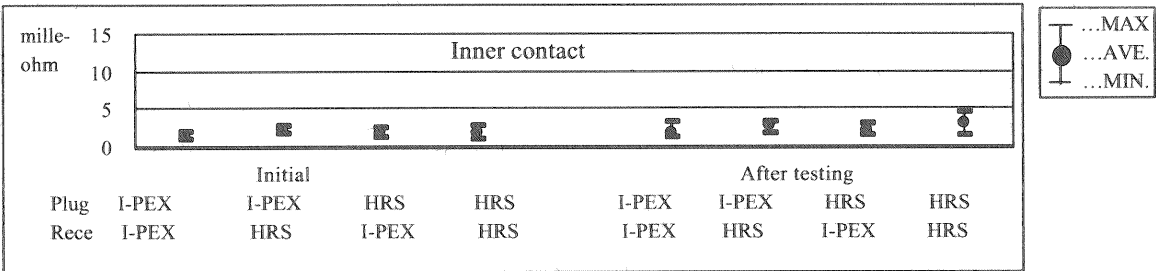 mille-
ohm
15
10
5
0
Inner contact
Initial After testing
Plug I-PEX I-PEX HRS HRS I-PEX I-PEX HRS HRS
Rece I-PEX HRS I-PEX HRS I-PEX HRS I-PEX HRS
...MAX
...AVE.
...MIN.